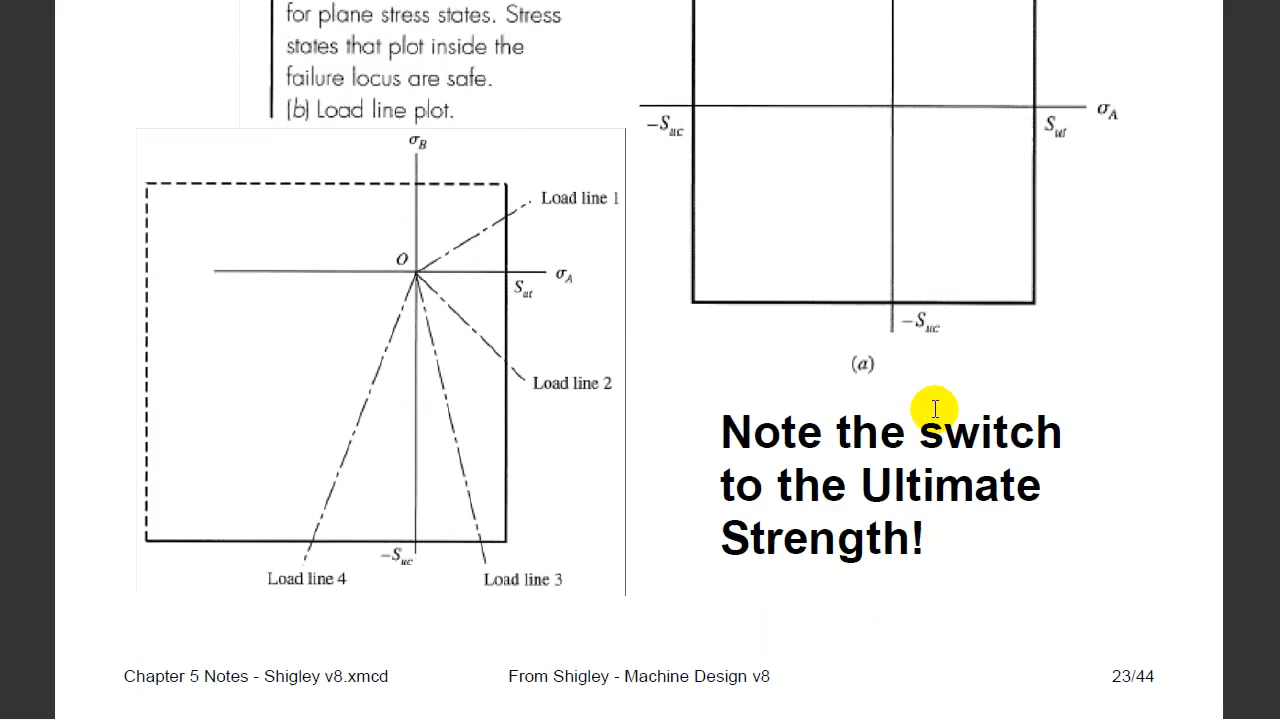 for plane stress states. Stress
states that plot inside the
failure locus are safe.
(b) Load line plot.
σA
−Suc
Sut
−Suc
(a)
σB
Load line 1
O
σA
Sut
Load line 2
−Suc
Load line 4
Load line 3
Note the switch
to the Ultimate
Strength!
Chapter 5 Notes - Shigley v8.xmcd
From Shigley - Machine Design v8
23/44